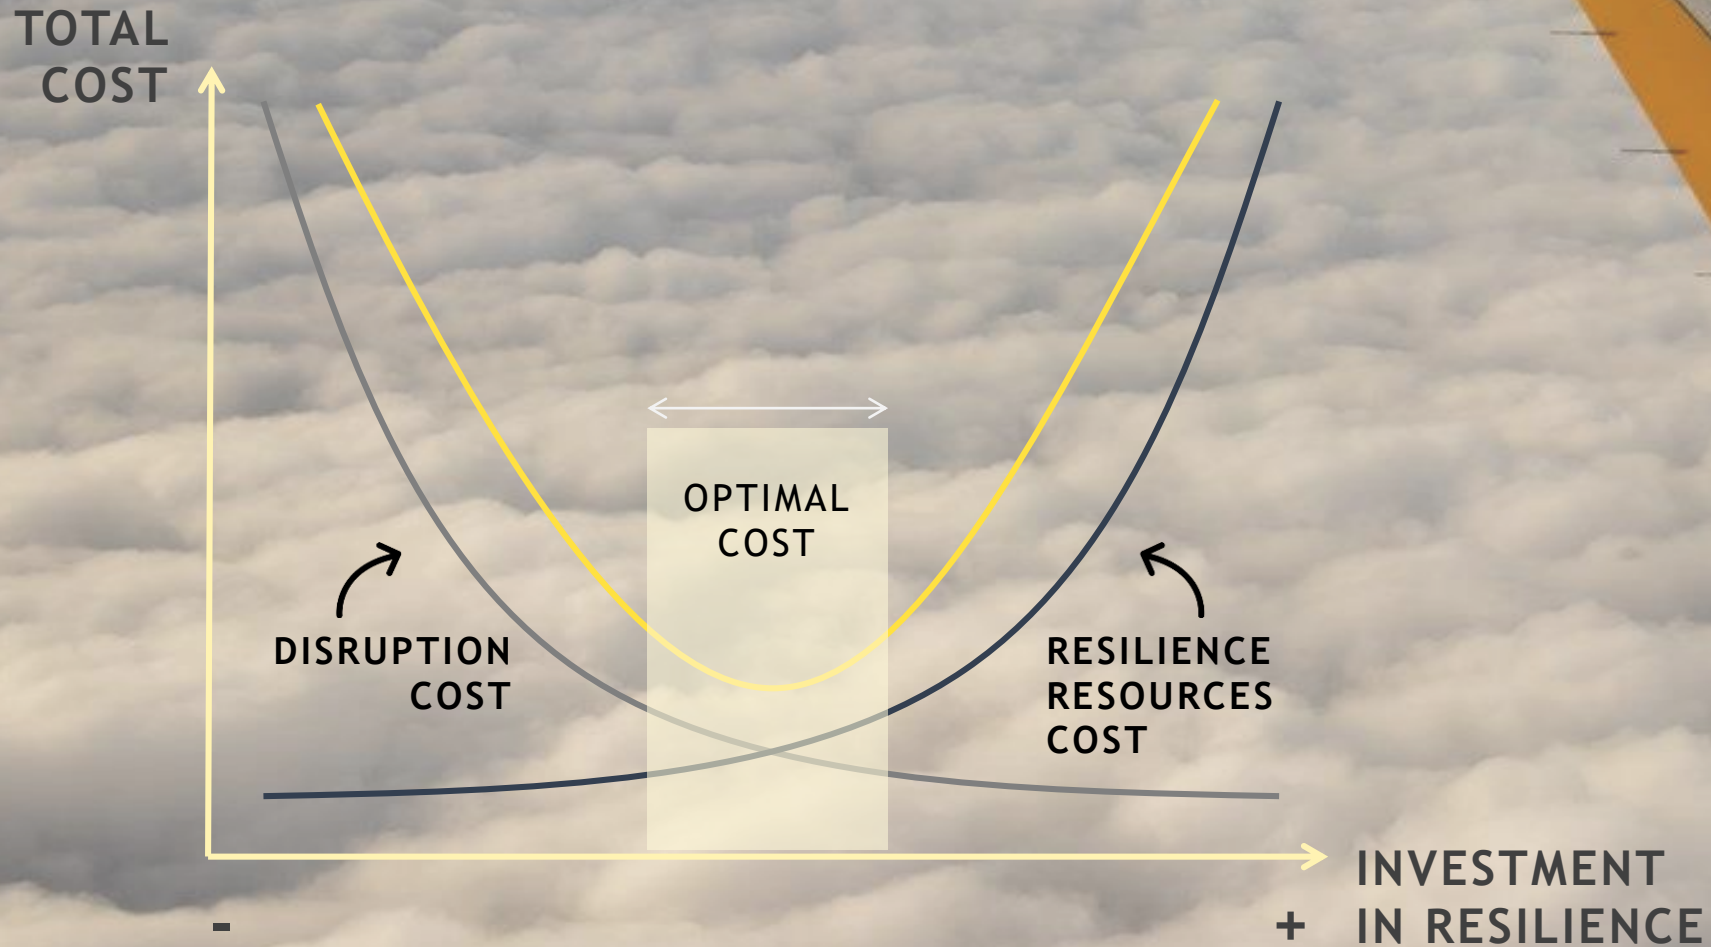 TOTAL
COST
OPTIMAL
COST
DISRUPTION
COST
RESILIENCE
RESOURCES
COST
INVESTMENT
IN RESILIENCE
-
+